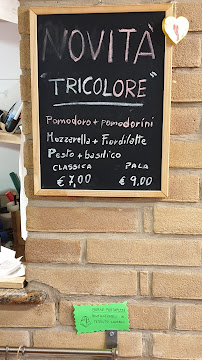 NOVITÀ
"TRICOLORE"
Pomodoro + pomodorini
Mozzarella + Fiordilatte
Pesto + basilico
CLASSICA PALA
€ 7,00 € 9,00